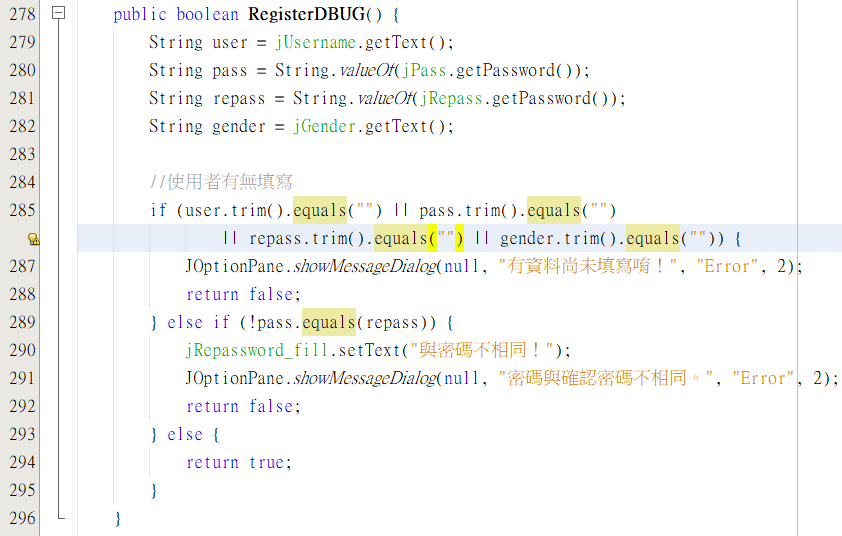 278 public boolean RegisterDBUG() {
279 String user = jUsername.getText();
280 String pass = String.valueOf(jPass.getPassword());
281 String repass = String.valueOf(jRepass.getPassword());
282 String gender = jGender.getText();
283
284 //使用者有無填寫
285 if (user.trim().equals("") || pass.trim().equals("")
|| repass.trim().equals("") || gender.trim().equals("")) {
287 JOptionPane.showMessageDialog(null, "有資料尚未填寫唷！", "Error", 2);
288 return false;
289 } else if (!pass.equals(repass)) {
290 jRepassword_fill.setText("與密碼不相同！");
291 JOptionPane.showMessageDialog(null, "密碼與確認密碼不相同。", "Error", 2);
292 return false;
293 } else {
294 return true;
295 }
296 }